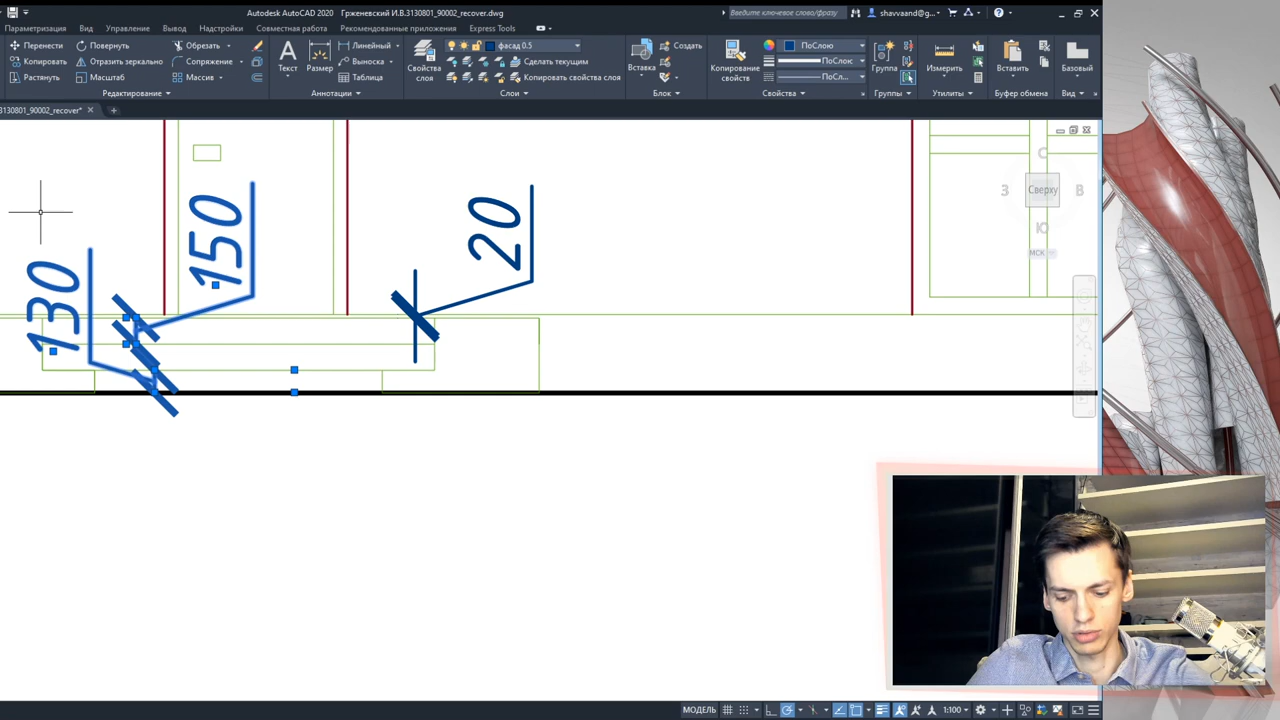 Autodesk AutoCAD 2020 Грженевский И.В.3130801_90002_recover.dwg
Введите ключевое слово/фразу
shavvaand@g...
Параметризация Вид Управление Вывод Надстройки Совместная работа Рекомендованные приложения Express Tools
Перенести Повернуть Обрезать
Копировать Отразить зеркально Сопряжение
Растянуть Масштаб Массив
Редактирование
Текст Размер
Линейный
Выноска
Таблица
Аннотации
Свойства слоя
фасад 0.5
Сделать текущим
Копировать свойства слоя
Слои
Вставка
Создать
Блок
Копирование свойств
ПоСлою
ПоСлою
ПоСл...
Свойства
Группа
Группы
Измерить
Утилиты
Вставить
Буфер обмена
Базовый
Вид
3130801_90002_recover*
130
150
20
С
З Сверху В
Ю
МСК
МОДЕЛЬ
1:100